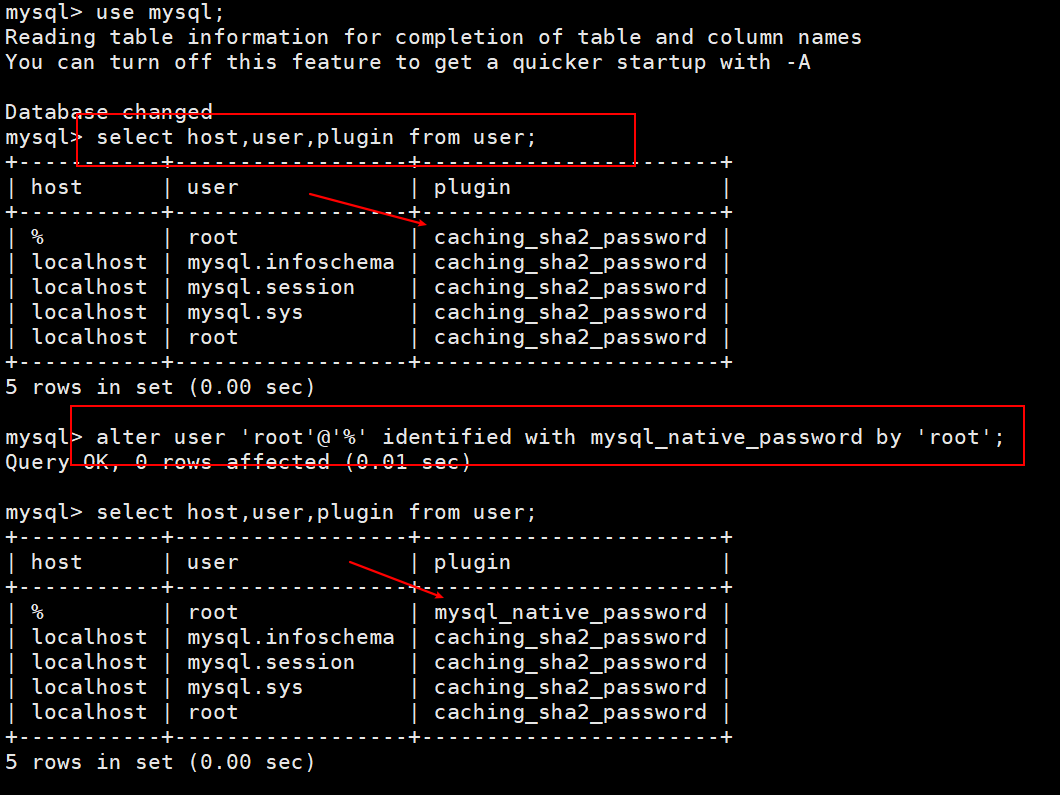 mysql> use mysql;
Reading table information for completion of table and column names
You can turn off this feature to get a quicker startup with -A
Database changed
mysql> select host,user,plugin from user;
+-----------+------------------+-----------------------+
| host      | user             | plugin                |
+-----------+------------------+-----------------------+
| %         | root             | caching_sha2_password |
| localhost | mysql.infoschema | caching_sha2_password |
| localhost | mysql.session    | caching_sha2_password |
| localhost | mysql.sys        | caching_sha2_password |
| localhost | root             | caching_sha2_password |
+-----------+------------------+-----------------------+
5 rows in set (0.00 sec)
mysql> alter user 'root'@'%' identified with mysql_native_password by 'root';
Query OK, 0 rows affected (0.01 sec)
mysql> select host,user,plugin from user;
+-----------+------------------+-----------------------+
| host      | user             | plugin                |
+-----------+------------------+-----------------------+
| %         | root             | mysql_native_password |
| localhost | mysql.infoschema | caching_sha2_password |
| localhost | mysql.session    | caching_sha2_password |
| localhost | mysql.sys        | caching_sha2_password |
| localhost | root             | caching_sha2_password |
+-----------+------------------+-----------------------+
5 rows in set (0.00 sec)